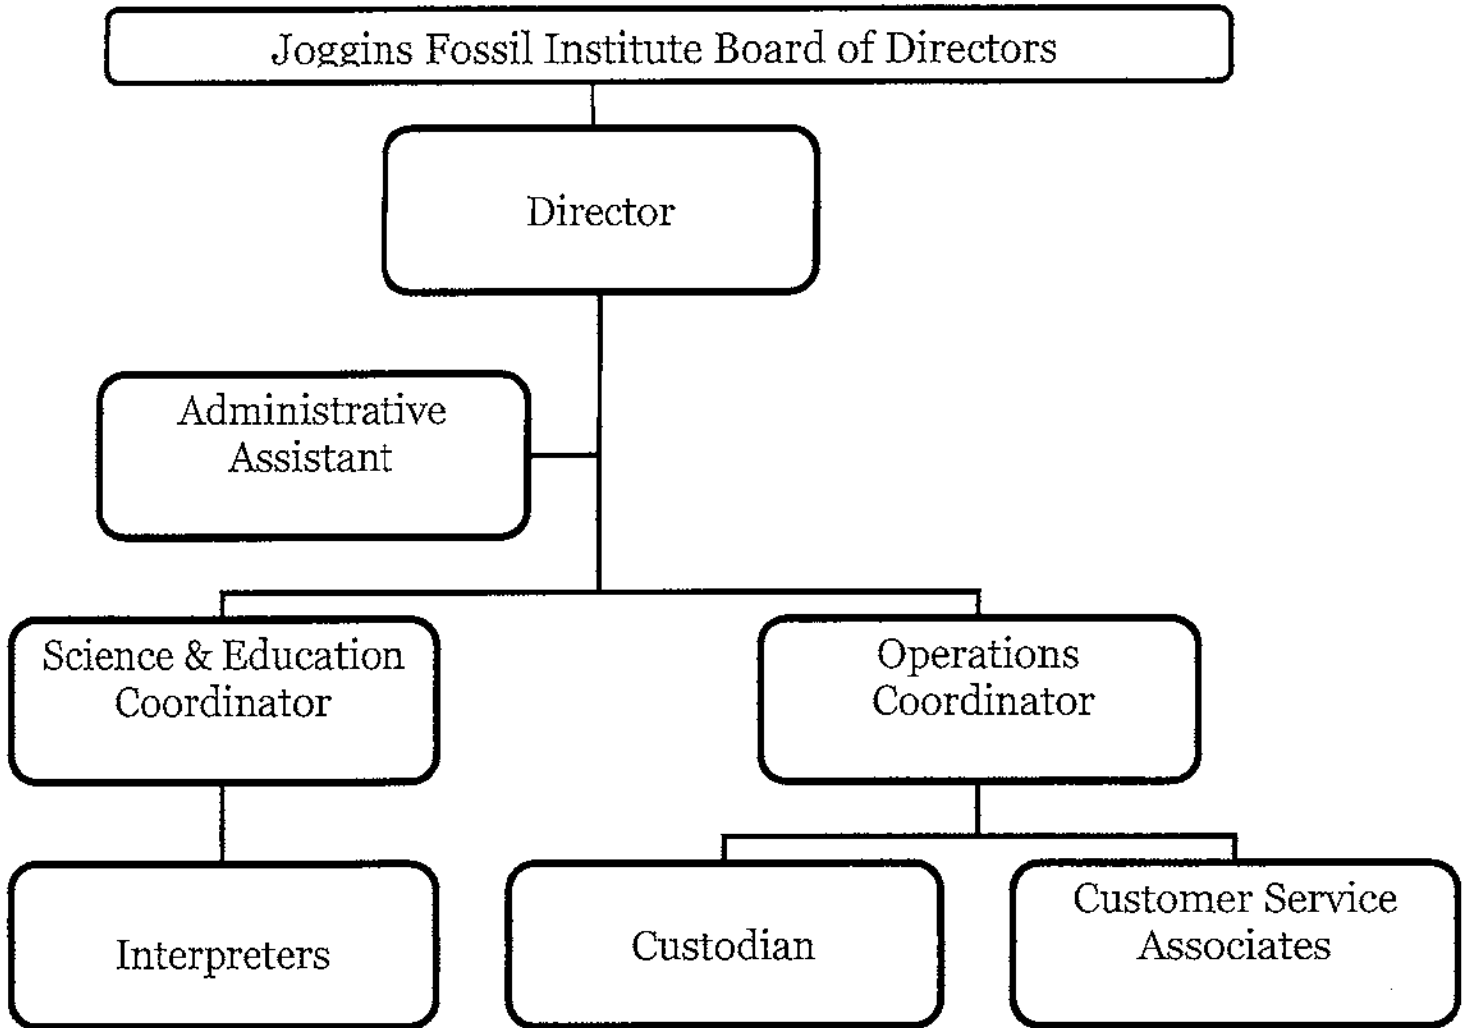 Joggins Fossil Institute Board of Directors
Director
Administrative
Assistant
Science & Education
Coordinator
Operations
Coordinator
Interpreters
Custodian
Customer Service
Associates